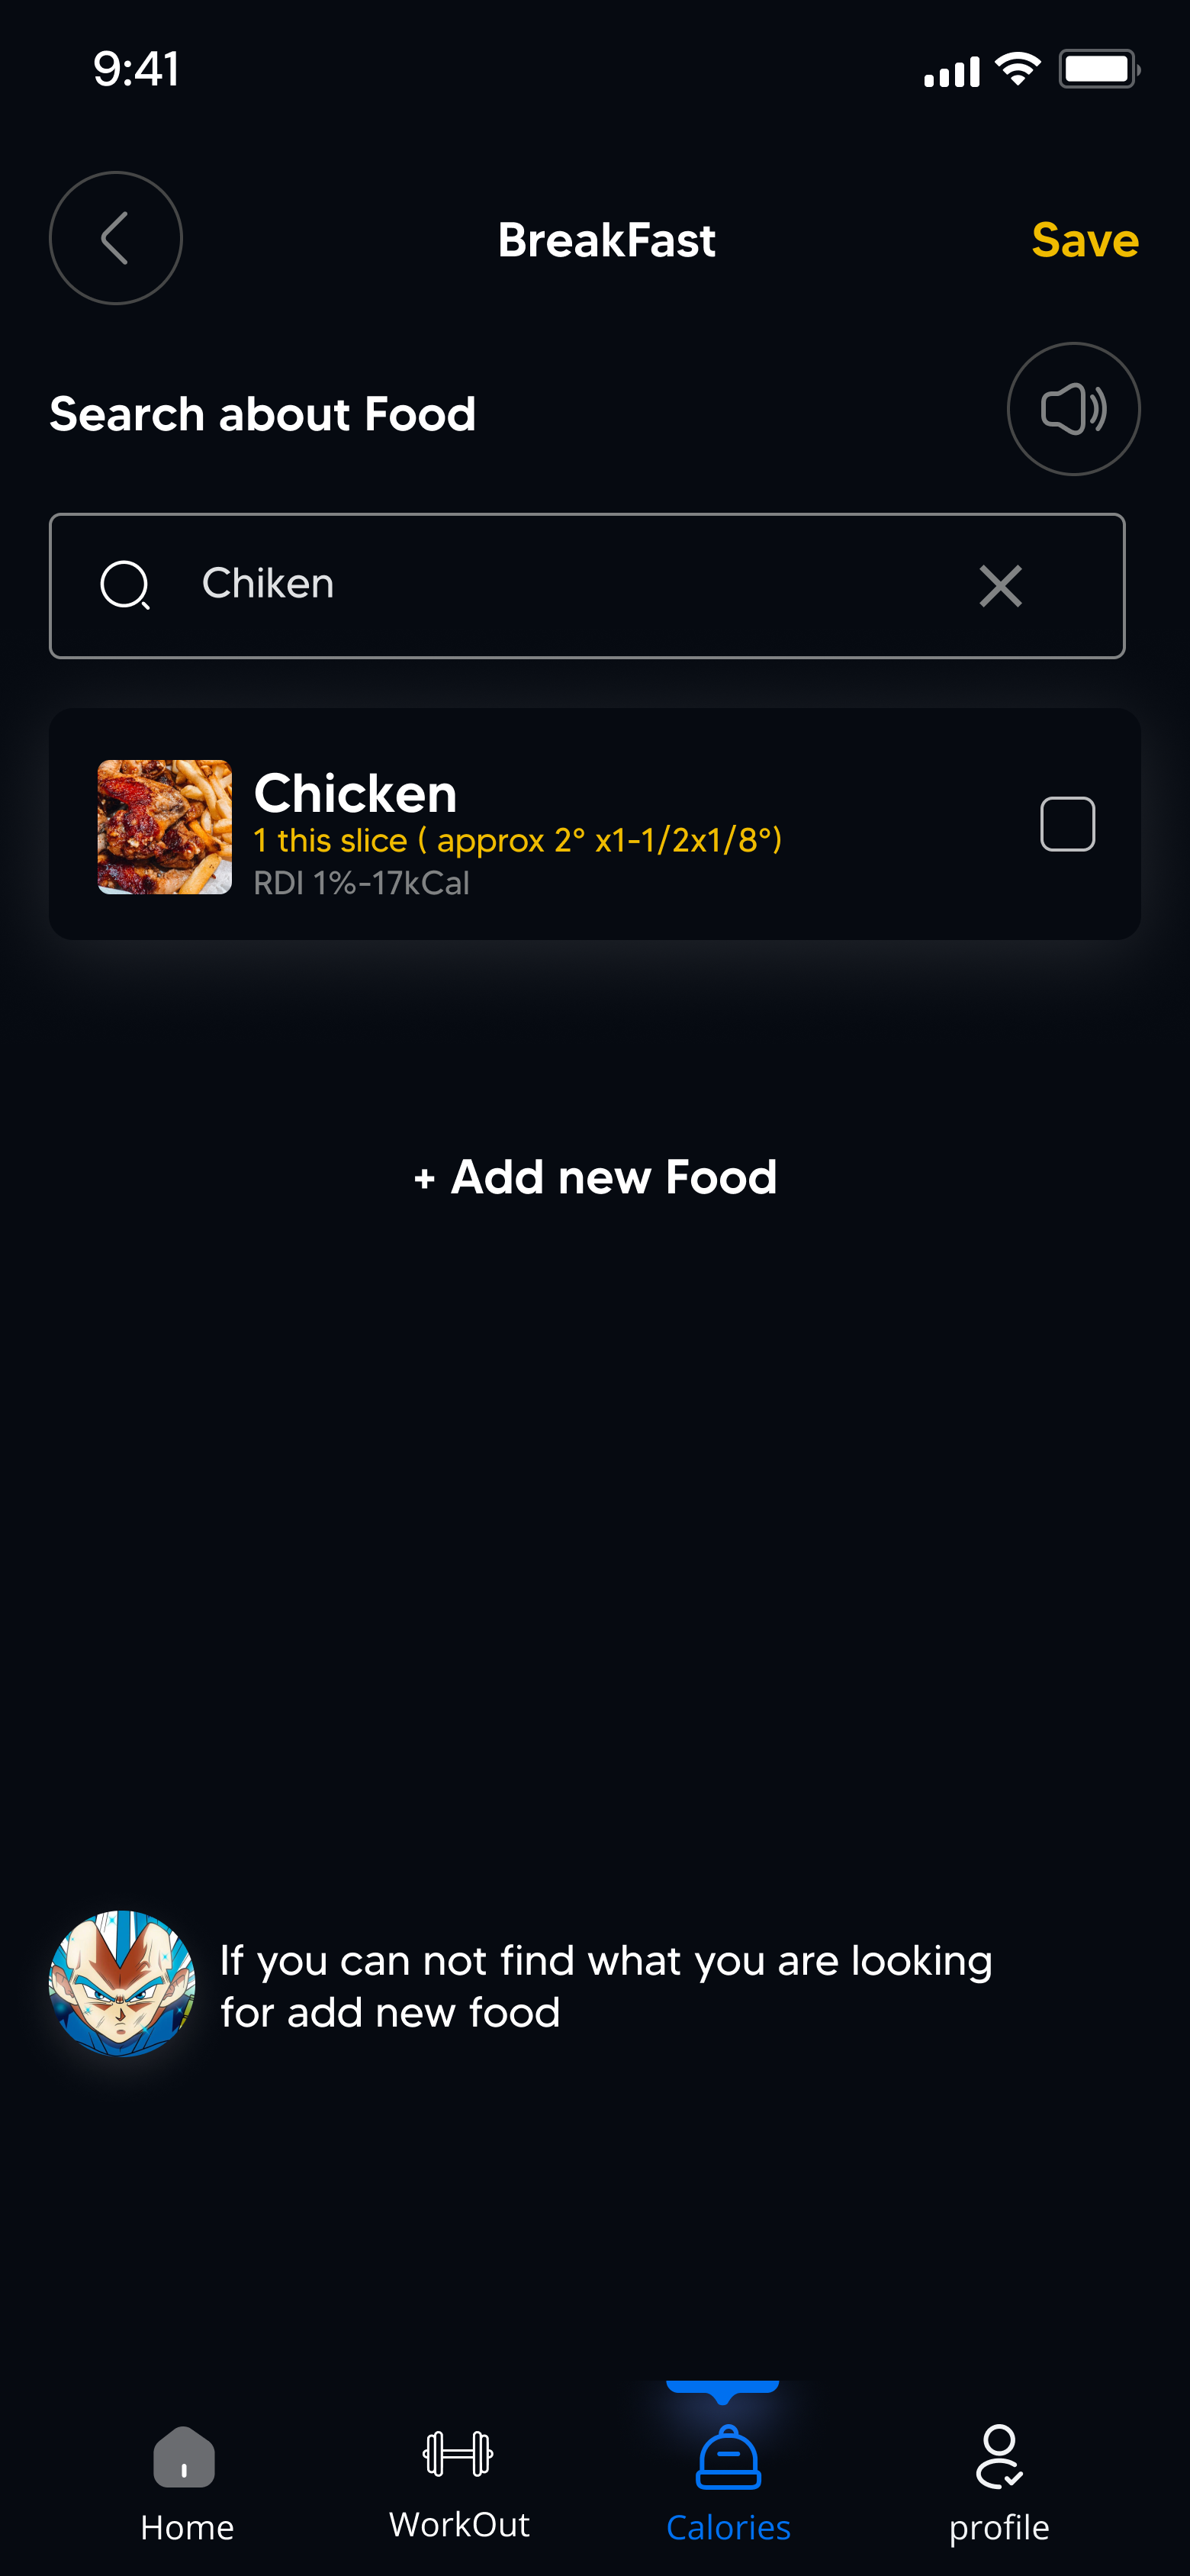 9:41
BreakFast
Save
Search about Food
Chiken
Chicken
1 this slice ( approx 2° x1-1/2x1/8°)
RDI 1%-17kCal
+ Add new Food
If you can not find what you are looking
for add new food
Home
WorkOut
Calories
profile